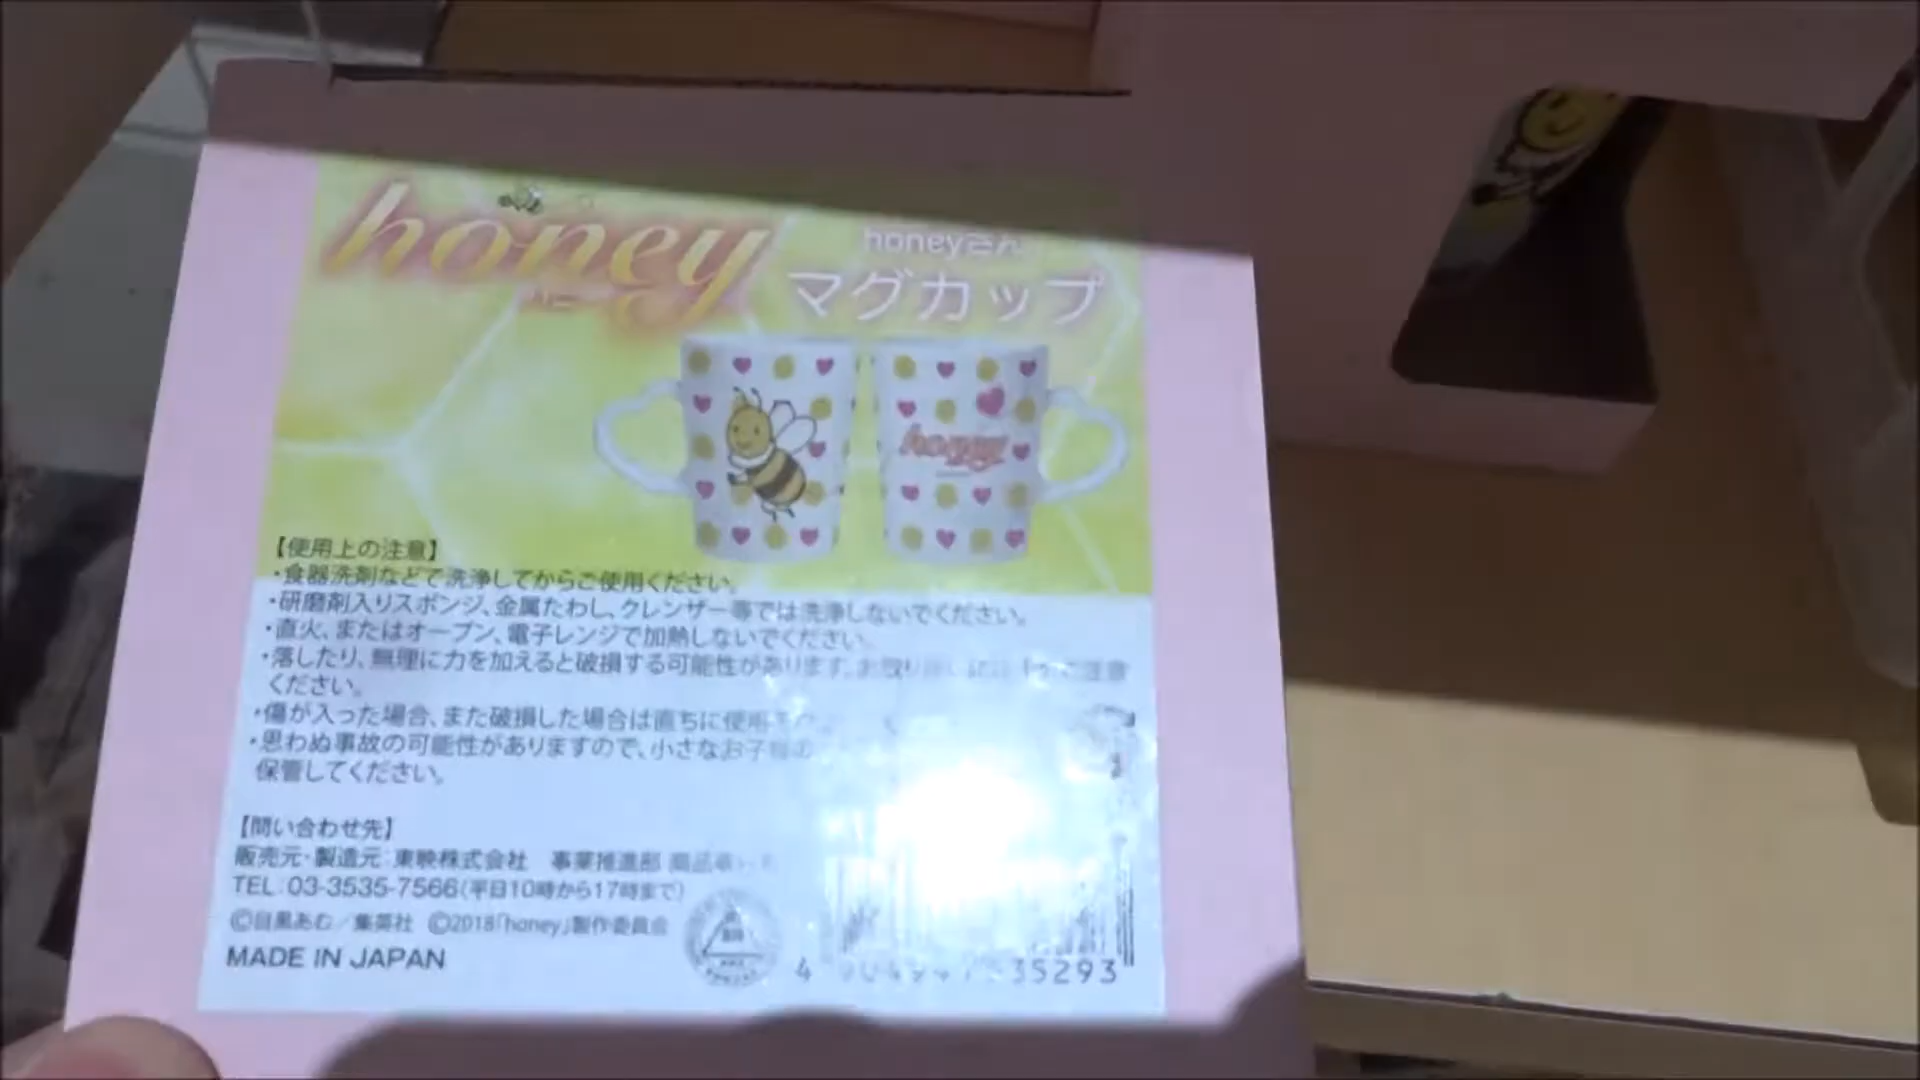 honey
ハニー
honeyさん
マグカップ
honey
【使用上の注意】
・食器洗剤などで洗浄してからご使用ください。
・研磨剤入りスポンジ、金属たわし、クレンザー等では洗浄しないでください。
・直火、またはオーブン、電子レンジで加熱しないでください。
・落したり、無理に力を加えると破損する可能性があります。お取り扱いには ご注意
ください。
・傷が入った場合、また破損した場合は直ちに使用
・思わぬ事故の可能性がありますので、小さなお子様の
保管してください。
【問い合わせ先】
販売元・製造元:東映株式会社 事業推進部 商品
TEL:03-3535-7566(平日10時から17時まで)
©目黒あむ/集英社 ©2018「honey」製作委員会
MADE IN JAPAN
35293